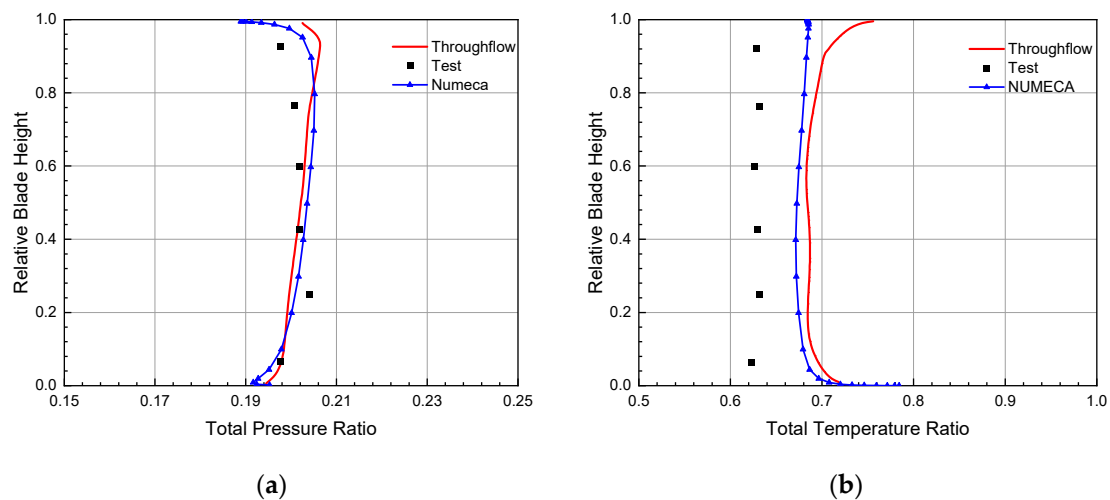 1.0
0.8
0.6
0.4
0.2
0.0
Relative Blade Height
Throughflow
Test
Numeca
0.15
0.17
0.19
0.21
0.23
0.25
Total Pressure Ratio
(a)
1.0
0.8
0.6
0.4
0.2
0.0
Relative Blade Height
Throughflow
Test
NUMECA
0.5
0.6
0.7
0.8
0.9
1.0
Total Temperature Ratio
(b)